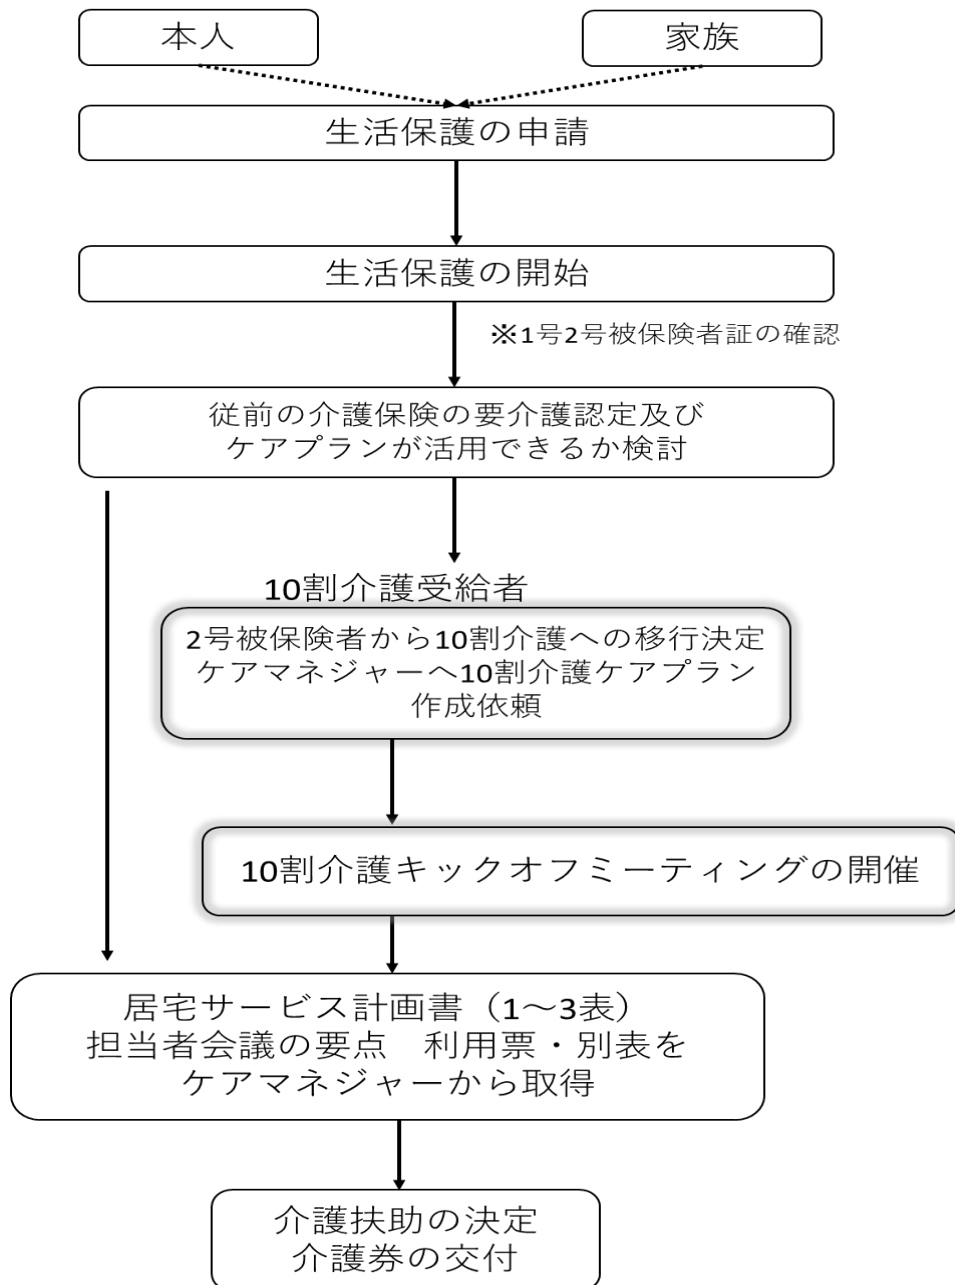 本人
家族
生活保護の申請
生活保護の開始
※1号2号被保険者証の確認
従前の介護保険の要介護認定及び
ケアプランが活用できるか検討
10割介護受給者
2号被保険者から10割介護への移行決定
ケアマネジャーへ10割介護ケアプラン
作成依頼
10割介護キックオフミーティングの開催
居宅サービス計画書（1～3表）
担当者会議の要点　利用票・別表を
ケアマネジャーから取得
介護扶助の決定
介護券の交付